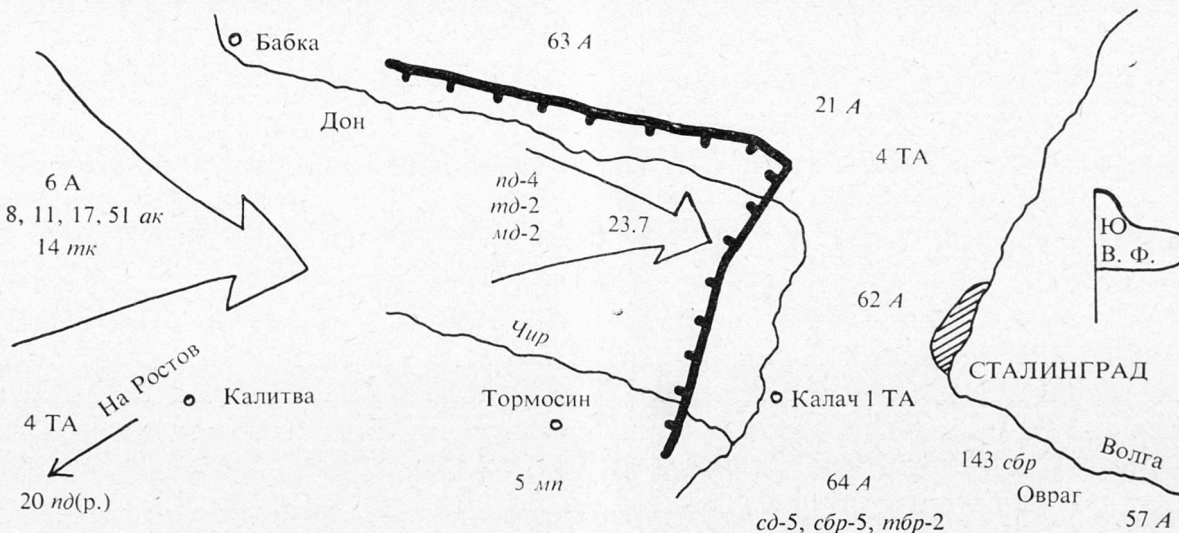 Бабка
63 А
21 А
Дон
4 ТА
6 А
8, 11, 17, 51 ак
14 тк
пд-4
тд-2
мд-2
23.7
Ю
В. Ф.
62 А
Чир
СТАЛИНГРАД
На Ростов
Калитва
Тормосин
Калач 1 ТА
4 ТА
20 пд(р.)
5 мп
64 А
сд-5, сбр-5, тбр-2
143 сбр
Волга
Овраг
57 А